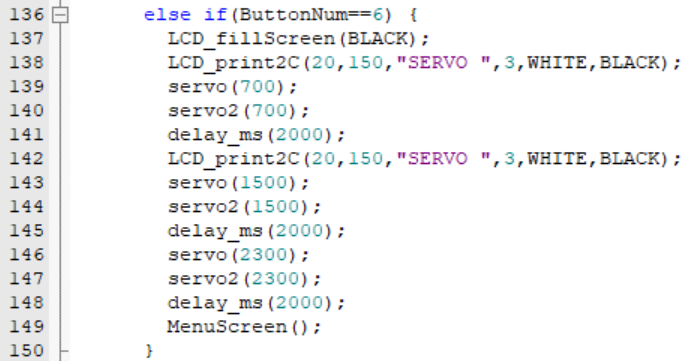 136 else if(ButtonNum==6) {
137 LCD_fillScreen(BLACK);
138 LCD_print2C(20,150,"SERVO ",3,WHITE,BLACK);
139 servo(700);
140 servo2(700);
141 delay_ms(2000);
142 LCD_print2C(20,150,"SERVO ",3,WHITE,BLACK);
143 servo(1500);
144 servo2(1500);
145 delay_ms(2000);
146 servo(2300);
147 servo2(2300);
148 delay_ms(2000);
149 MenuScreen();
150 }